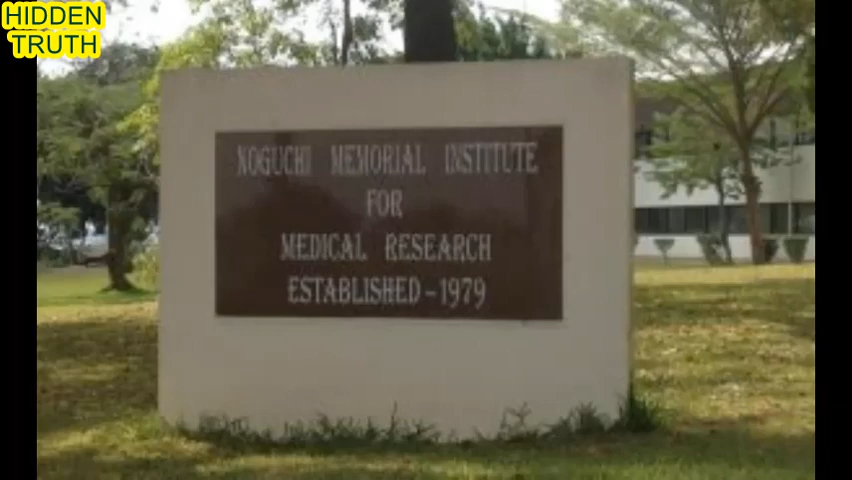 HIDDEN
TRUTH
NOGUCHI MEMORIAL INSTITUTE
FOR
MEDICAL RESEARCH
ESTABLISHED-1979